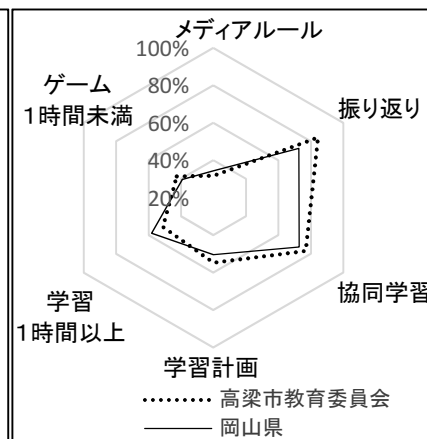 メディアルール
100%
80%
60%
40%
20%
ゲーム
1時間未満
振り返り
学習
1時間以上
協同学習
学習計画
高梁市教育委員会
岡山県